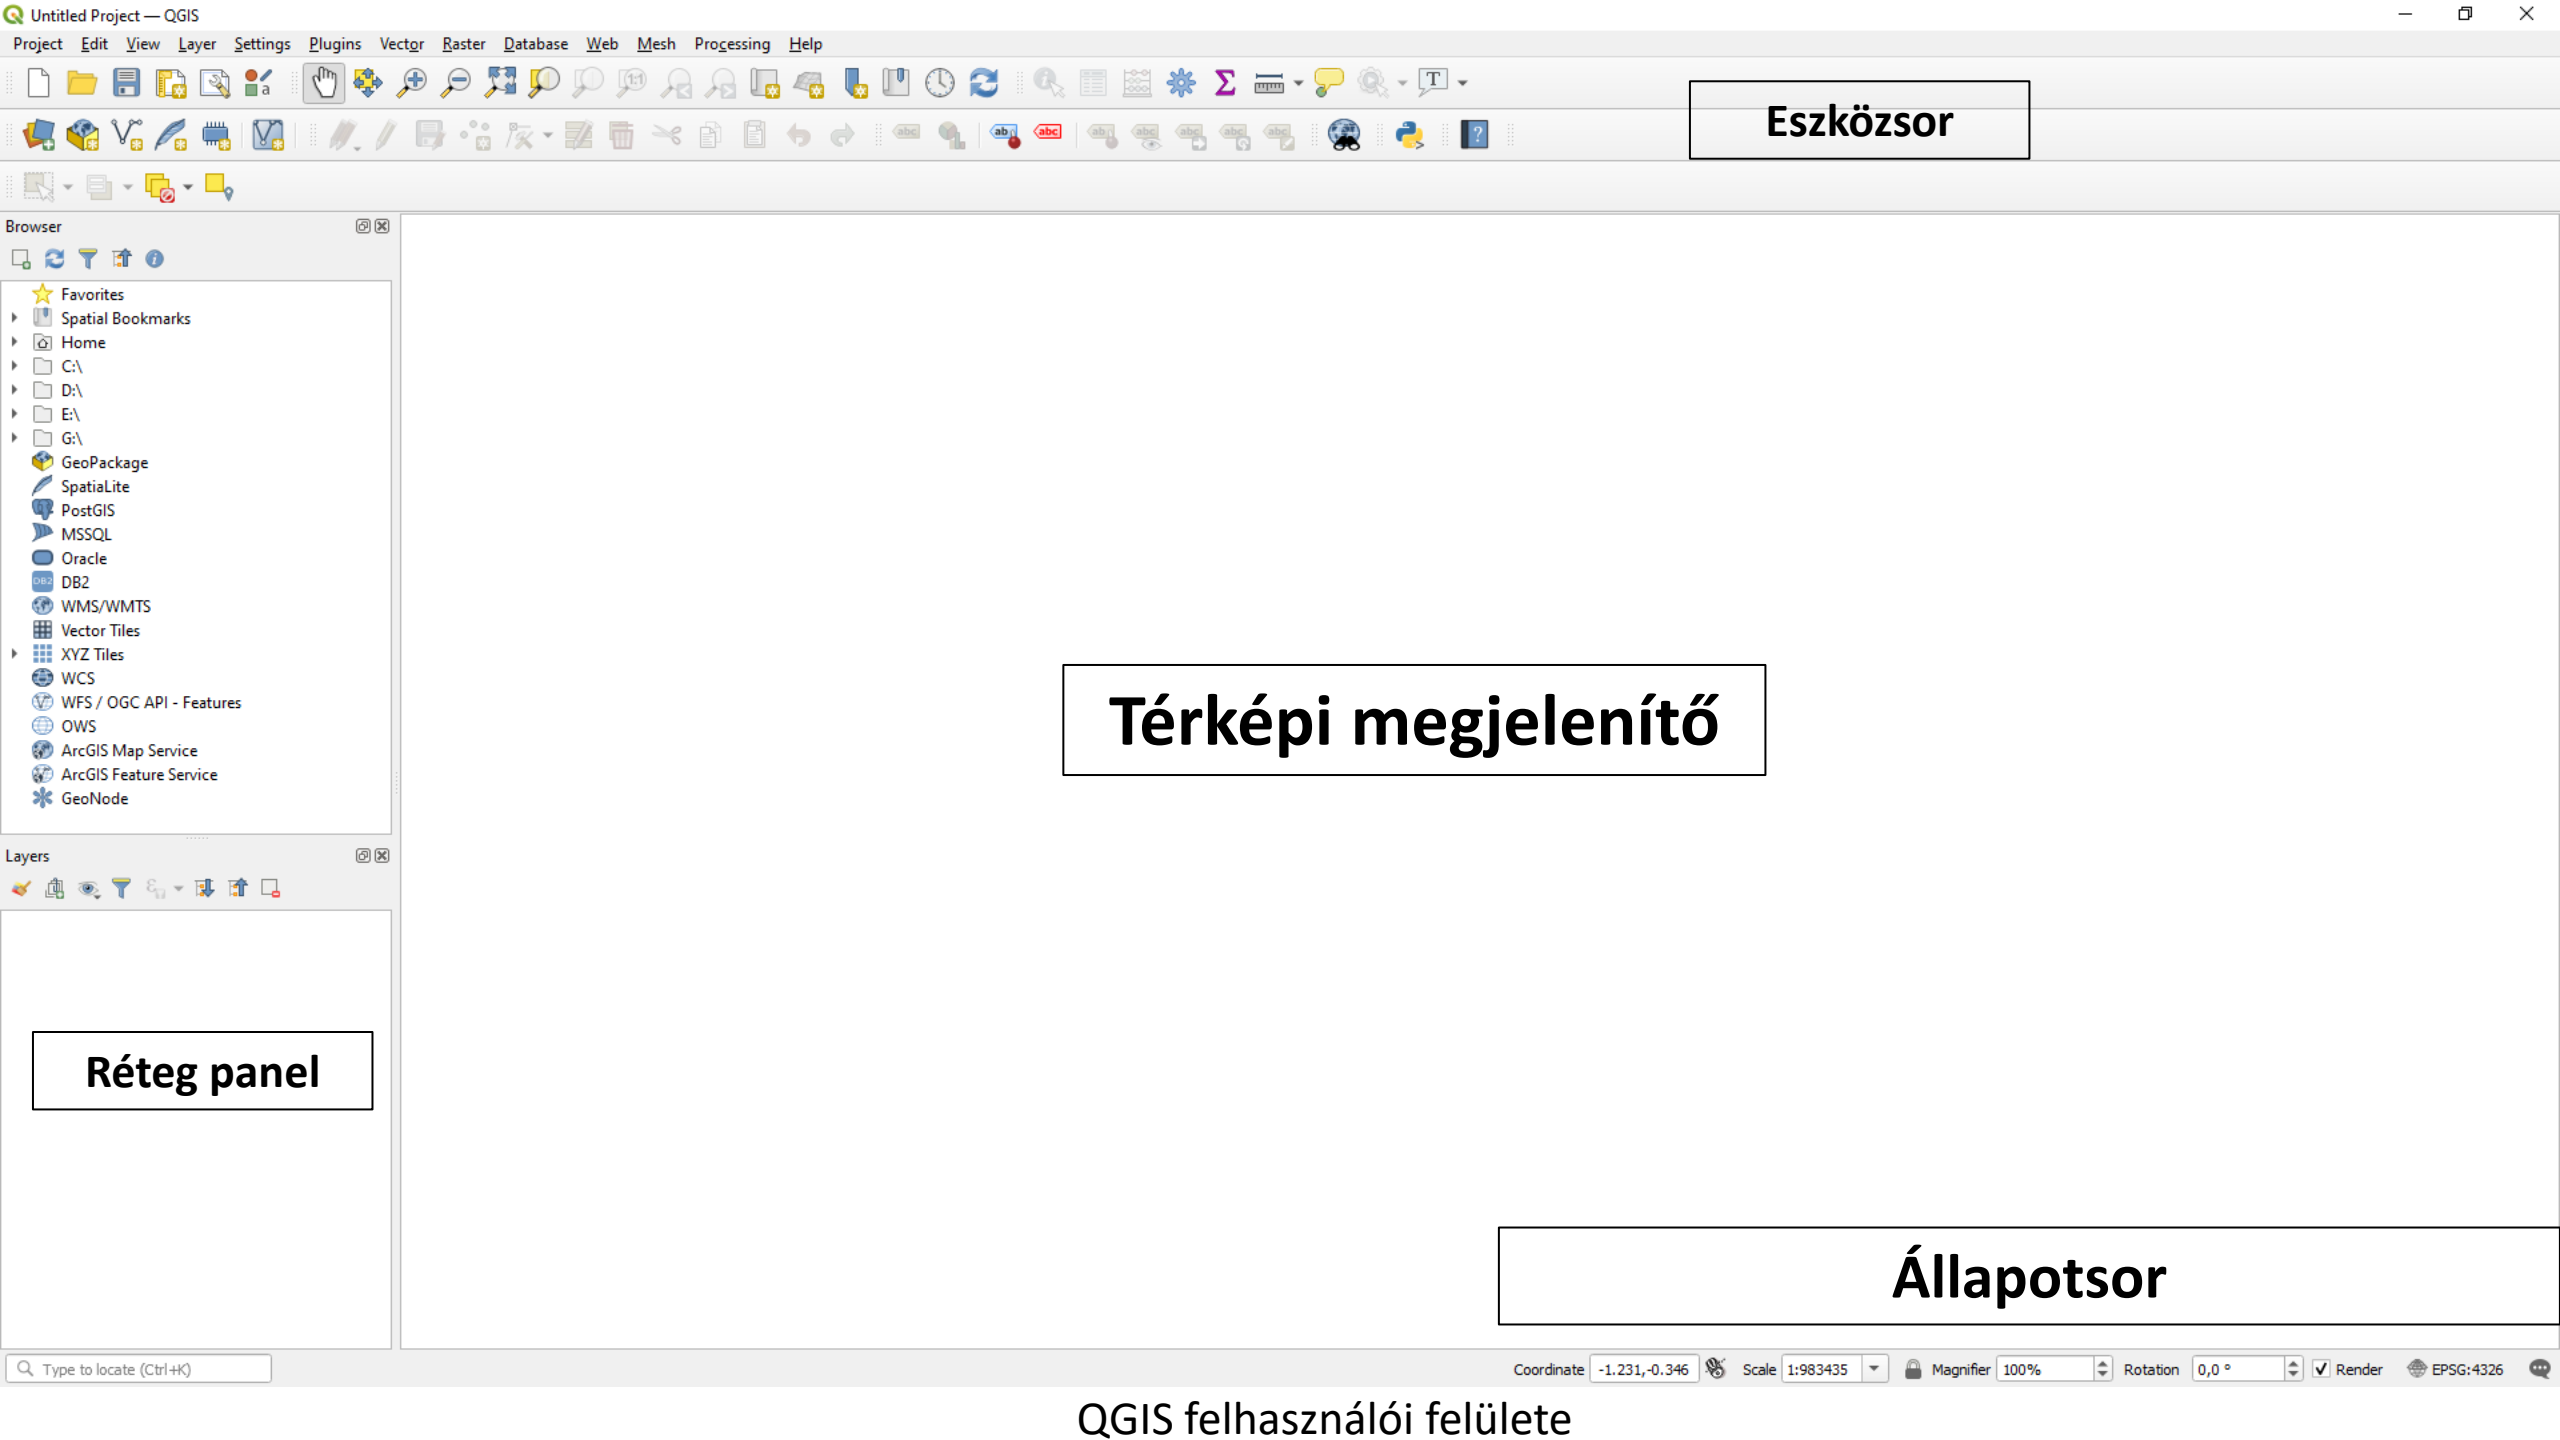 Untitled Project — QGIS
Project Edit View Layer Settings Plugins Vector Raster Database Web Mesh Processing Help
Eszközsor
Browser
Favorites
Spatial Bookmarks
Home
C:\
D:\
E:\
G:\
GeoPackage
SpatiaLite
PostGIS
MSSQL
Oracle
DB2
WMS/WMTS
Vector Tiles
XYZ Tiles
WCS
WFS / OGC API - Features
OWS
ArcGIS Map Service
ArcGIS Feature Service
GeoNode
Térképi megjelenítő
Layers
Réteg panel
Állapotsor
Type to locate (Ctrl+K)
Coordinate -1.231,-0.346 Scale 1:983435 Magnifier 100% Rotation 0,0 ° Render EPSG:4326
QGIS felhasználói felülete